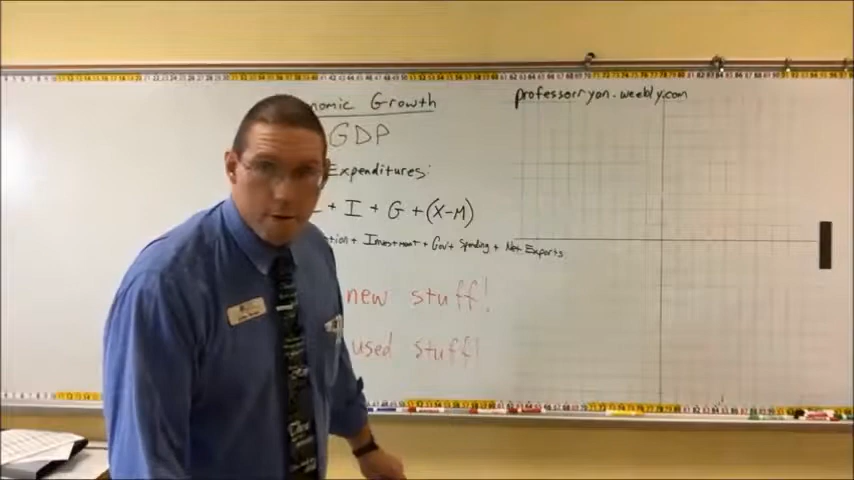 nomic Growth
professorryon.weebly.com
GDP
Expenditures:
+ I + G + (X-M)
tion + Investment + Gov't Spending + Net Exports
new stuff!
used stuff!